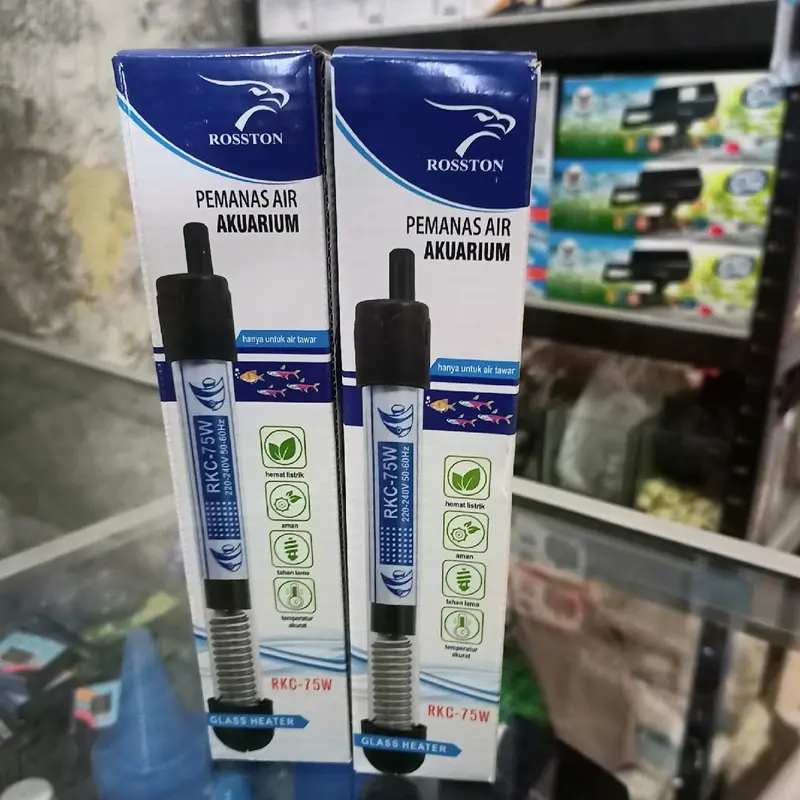 ROSSTON
PEMANAS AIR
AKUARIUM
hanya untuk air tawar
RKC-75W
220-240V 50-60Hz
hemat listrik
aman
tahan lama
temperatur
akurat
RKC-75W
GLASS HEATER
ROSSTON
PEMANAS AIR
AKUARIUM
hanya untuk air tawar
RKC-75W
220-240V 50-60Hz
hemat listrik
aman
tahan lama
temperatur
akurat
RKC-75W
GLASS HEATER